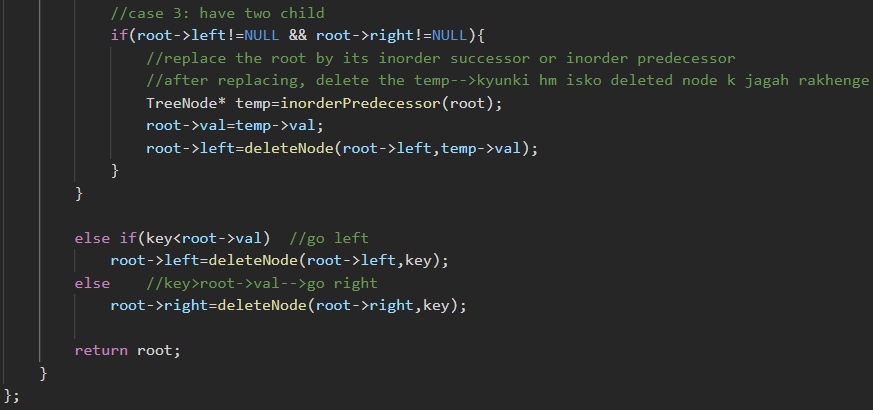 //case 3: have two child
if(root->left!=NULL && root->right!=NULL){
//replace the root by its inorder successor or inorder predecessor
//after replacing, delete the temp-->kyunki hm isko deleted node k jagah rakhenge
TreeNode* temp=inorderPredecessor(root);
root->val=temp->val;
root->left=deleteNode(root->left,temp->val);
}
}
else if(key<root->val)  //go left
root->left=deleteNode(root->left,key);
else    //key>root->val-->go right
root->right=deleteNode(root->right,key);
return root;
}
};